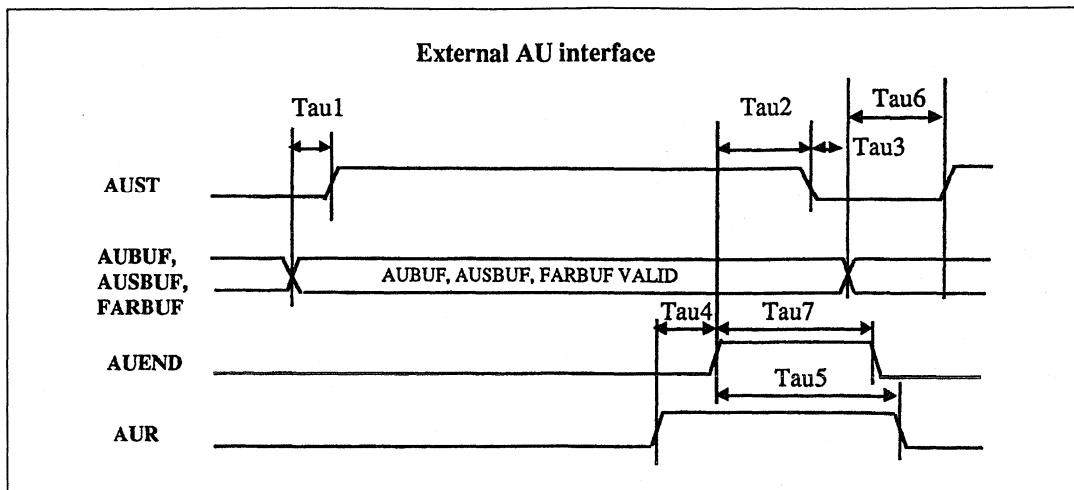 External AU interface
Tau1
Tau2
Tau6
Tau3
AUST
AUBUF,
AUSBUF,
FARBUF
AUBUF, AUSBUF, FARBUF VALID
Tau4
Tau7
AUEND
Tau5
AUR